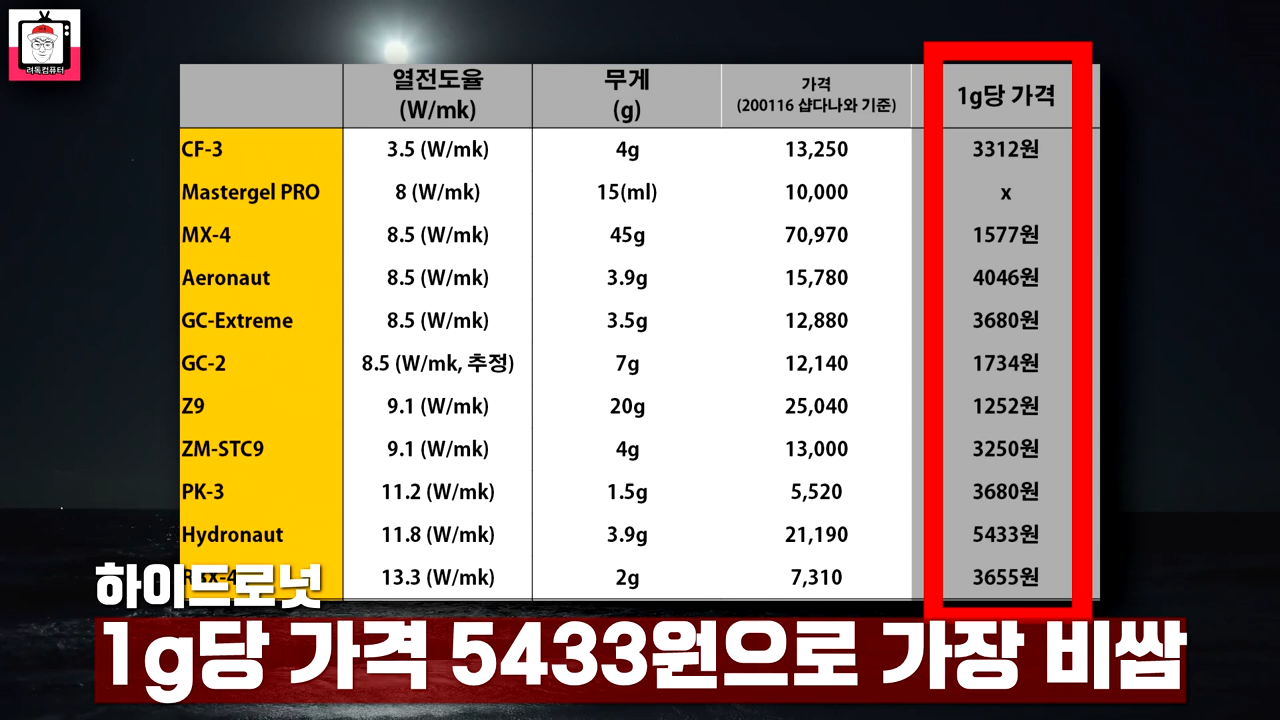 려독컴퓨터
열전도율 (W/mk) 무게 (g) 가격 (200116 샵다나와 기준) 1g당 가격
CF-3 3.5 (W/mk) 4g 13,250 3312원
Mastergel PRO 8 (W/mk) 15(ml) 10,000 x
MX-4 8.5 (W/mk) 45g 70,970 1577원
Aeronaut 8.5 (W/mk) 3.9g 15,780 4046원
GC-Extreme 8.5 (W/mk) 3.5g 12,880 3680원
GC-2 8.5 (W/mk, 추정) 7g 12,140 1734원
Z9 9.1 (W/mk) 20g 25,040 1252원
ZM-STC9 9.1 (W/mk) 4g 13,000 3250원
PK-3 11.2 (W/mk) 1.5g 5,520 3680원
Hydronaut 11.8 (W/mk) 3.9g 21,190 5433원
13.3 (W/mk) 2g 7,310 3655원
하이드로넛
1g당 가격 5433원으로 가장 비쌈